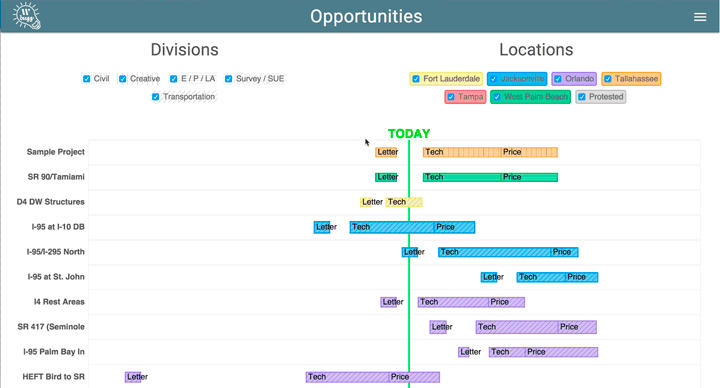 Opportunities
Divisions
Locations
Civil Creative E / P / LA Survey / SUE
Transportation
Fort Lauderdale Jacksonville Orlando Tallahassee
Tampa West Palm Beach Protested
TODAY
Sample Project Letter Tech Price
SR 90/Tamiami Letter Tech Price
D4 DW Structures Letter Tech
I-95 at I-10 DB Letter Tech Price
I-95/I-295 North Letter Tech Price
I-95 at St. John Letter Tech Price
I4 Rest Areas Letter Tech Price
SR 417 (Seminole Letter Tech Price
I-95 Palm Bay In Letter Tech Price
HEFT Bird to SR Letter Tech Price